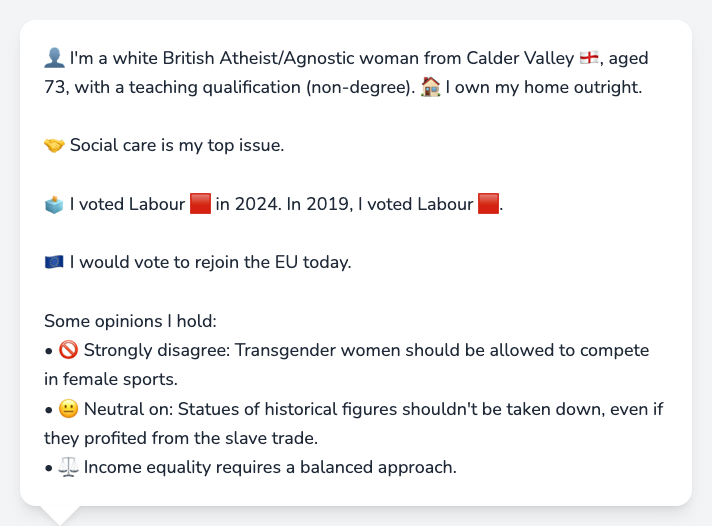 👤 I'm a white British Atheist/Agnostic woman from Calder Valley 🏴󠁧󠁢󠁥󠁮󠁧󠁿, aged
73, with a teaching qualification (non-degree). 🏠 I own my home outright.
🤝 Social care is my top issue.
🗳️ I voted Labour 🟥 in 2024. In 2019, I voted Labour 🟥.
🇪🇺 I would vote to rejoin the EU today.
Some opinions I hold:
• 🚫 Strongly disagree: Transgender women should be allowed to compete
in female sports.
• 😐 Neutral on: Statues of historical figures shouldn't be taken down, even if
they profited from the slave trade.
• ⚖️ Income equality requires a balanced approach.